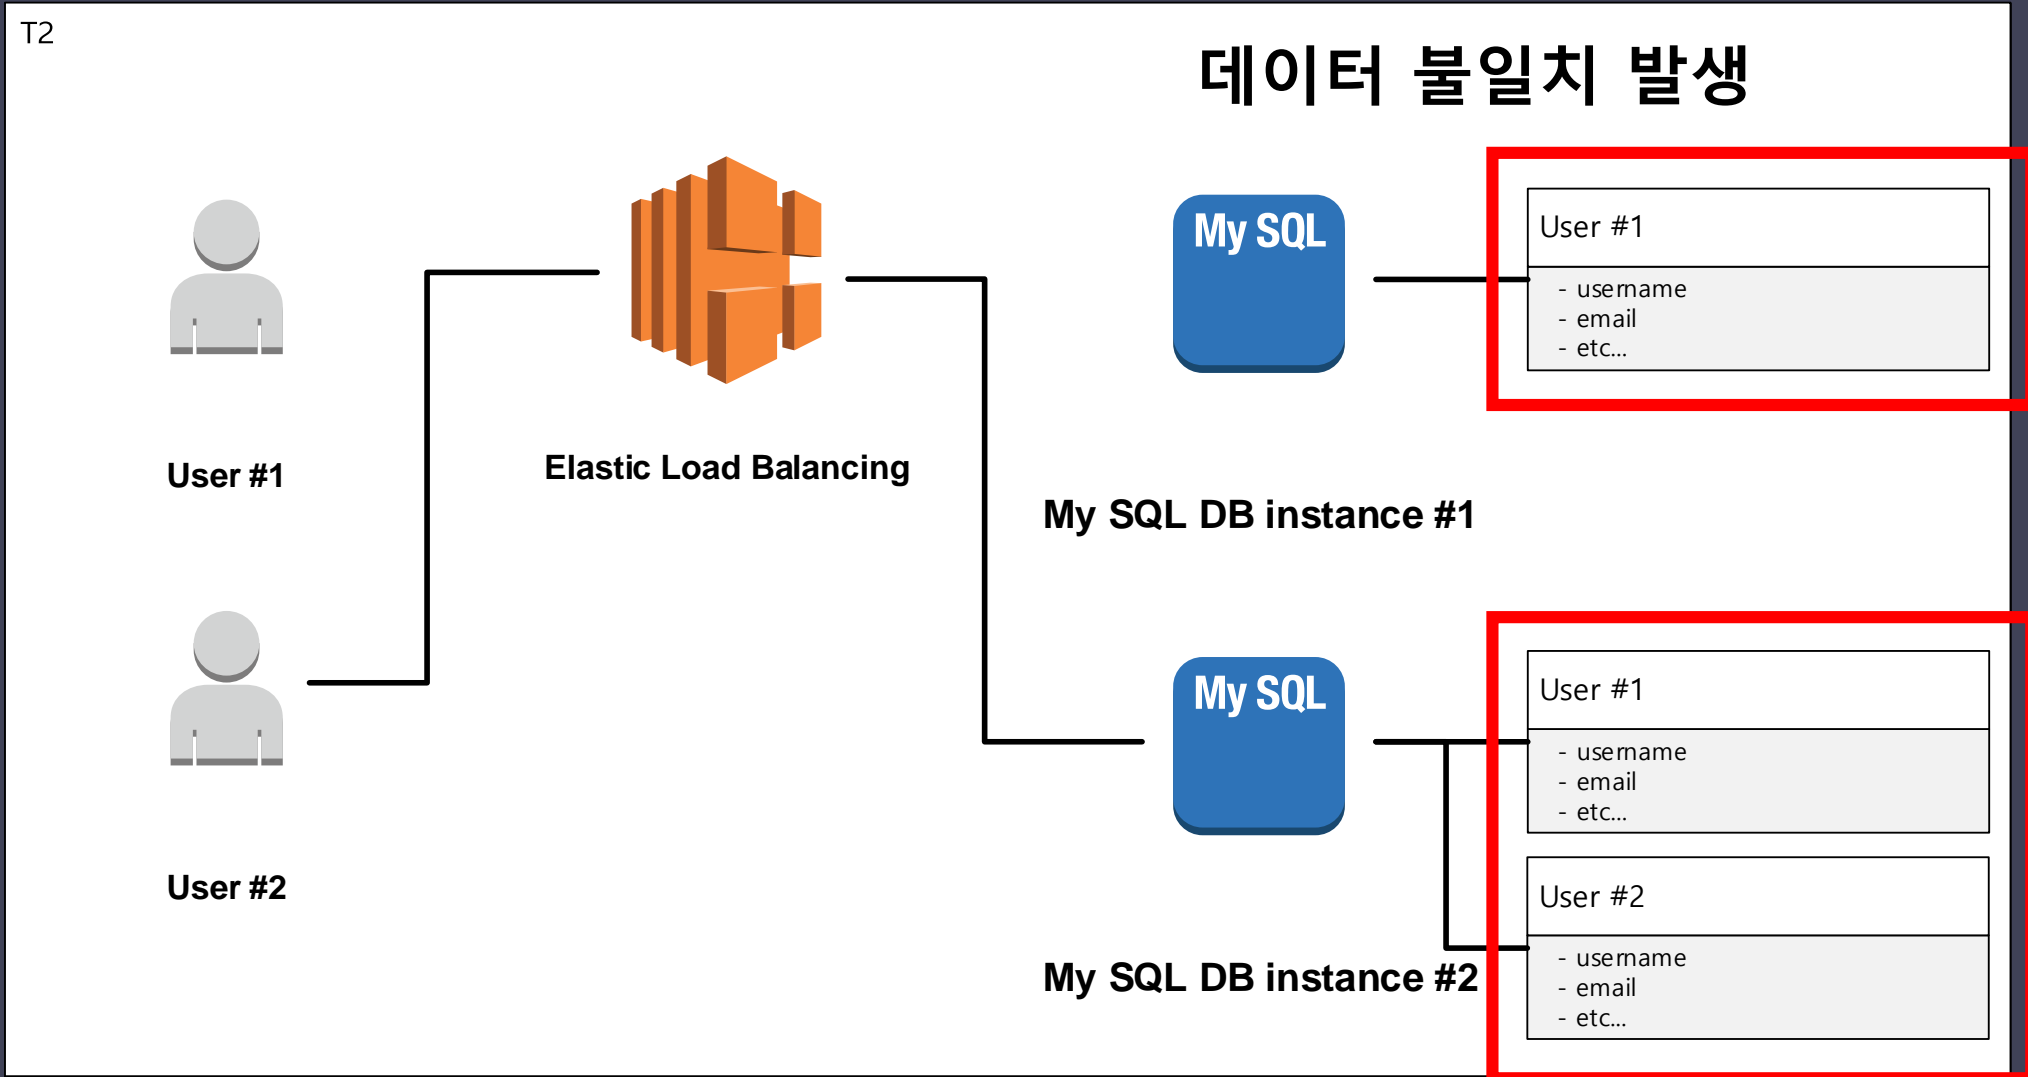 T2
데이터 불일치 발생
My SQL
User #1
- username
- email
- etc...
User #1
Elastic Load Balancing
My SQL DB instance #1
My SQL
User #1
- username
- email
- etc...
User #2
User #2
- username
- email
- etc...
My SQL DB instance #2